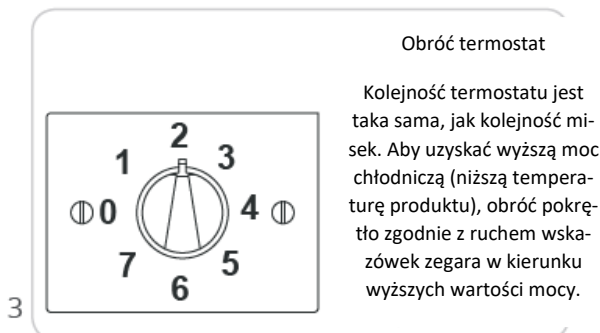 Obróć termostat
Kolejność termostatu jest
taka sama, jak kolejność mi-
sek. Aby uzyskać wyższą moc
chłodniczą (niższą tempera-
turę produktu), obróć pokrę-
tło zgodnie z ruchem wska-
zówek zegara w kierunku
wyższych wartości mocy.
2
1 3
0 4
7 5
6
3